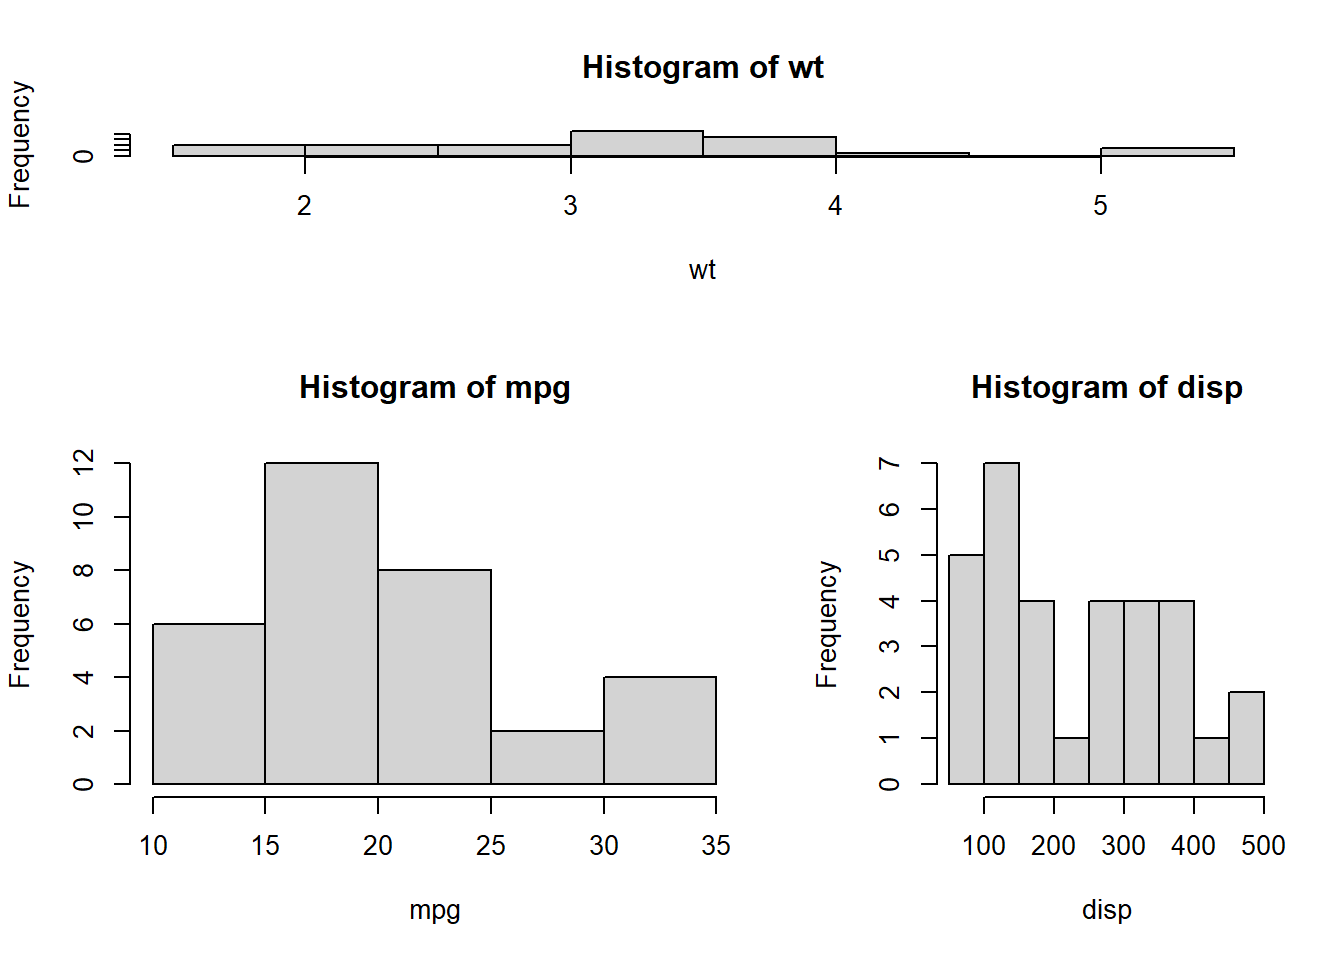 Histogram of wt
Frequency
0
2 3 4 5
wt
Histogram of mpg
Frequency
0 2 4 6 8 10 12
10 15 20 25 30 35
mpg
Histogram of disp
Frequency
0 1 2 3 4 5 6 7
100 200 300 400 500
disp